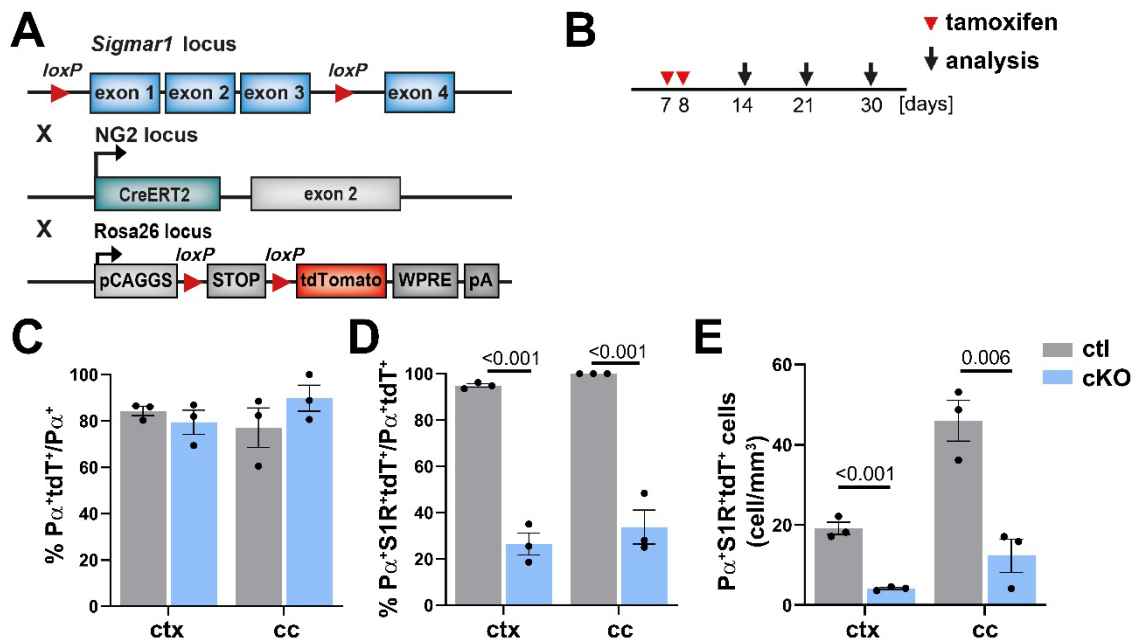 A
Sigmar1 locus
loxP
loxP
exon 1 exon 2 exon 3 exon 4
X
NG2 locus
CreERT2 exon 2
X
Rosa26 locus
loxP loxP
pCAGGS STOP tdTomato WPRE pA
B
tamoxifen
analysis
7 8 14 21 30 [days]
C
% Pα⁺tdT⁺/Pα⁺
100
80
60
40
20
0
ctx cc
D
% Pα⁺S1R⁺tdT⁺/Pα⁺tdT⁺
<0.001 <0.001
100
80
60
40
20
0
ctx cc
E
Pα⁺S1R⁺tdT⁺ cells
(cell/mm³)
60
40
20
0
<0.001
0.006
ctx cc
ctl
cKO